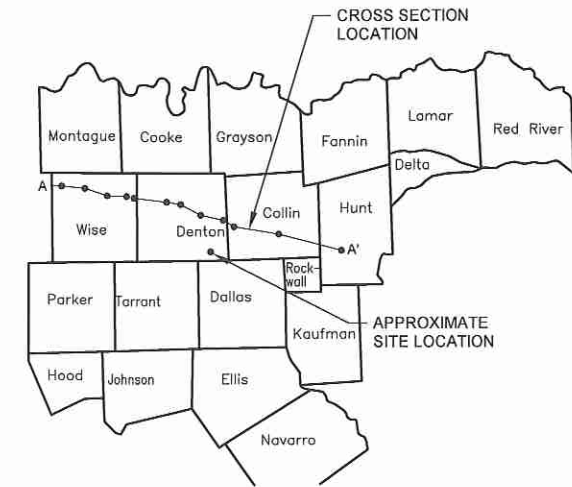 CROSS SECTION
LOCATION
Montague
Cooke
Grayson
Fannin
Lamar
Red River
Delta
A
Wise
Denton
Collin
Hunt
A'
Rock-
wall
Parker
Tarrant
Dallas
Kaufman
APPROXIMATE
SITE LOCATION
Hood
Johnson
Ellis
Navarro